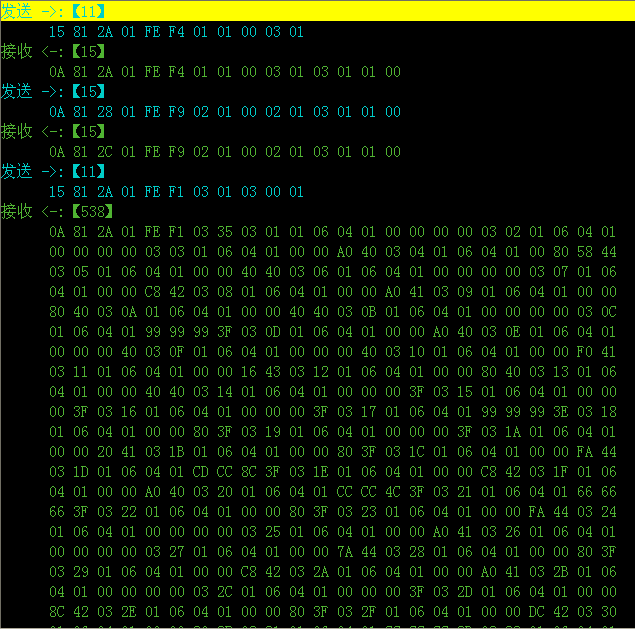 发送 ->:【11】
15 81 2A 01 FE F4 01 01 00 03 01
接收 <-:【15】
0A 81 2A 01 FE F4 01 01 00 03 01 03 01 01 00
发送 ->:【15】
0A 81 28 01 FE F9 02 01 00 02 01 03 01 01 00
接收 <-:【15】
0A 81 2C 01 FE F9 02 01 00 02 01 03 01 01 00
发送 ->:【11】
15 81 2A 01 FE F1 03 01 03 00 01
接收 <-:【538】
0A 81 2A 01 FE F1 03 35 03 01 01 06 04 01 00 00 00 00 03 02 01 06 04 01
00 00 00 00 03 03 01 06 04 01 00 00 A0 40 03 04 01 06 04 01 00 80 58 44
03 05 01 06 04 01 00 00 40 40 03 06 01 06 04 01 00 00 00 00 03 07 01 06
04 01 00 00 C8 42 03 08 01 06 04 01 00 00 A0 41 03 09 01 06 04 01 00 00
80 40 03 0A 01 06 04 01 00 00 40 40 03 0B 01 06 04 01 00 00 00 00 03 0C
01 06 04 01 99 99 99 3F 03 0D 01 06 04 01 00 00 A0 40 03 0E 01 06 04 01
00 00 00 40 03 0F 01 06 04 01 00 00 00 40 03 10 01 06 04 01 00 00 F0 41
03 11 01 06 04 01 00 00 16 43 03 12 01 06 04 01 00 00 80 40 03 13 01 06
04 01 00 00 40 40 03 14 01 06 04 01 00 00 00 3F 03 15 01 06 04 01 00 00
00 3F 03 16 01 06 04 01 00 00 00 3F 03 17 01 06 04 01 99 99 99 3E 03 18
01 06 04 01 00 00 80 3F 03 19 01 06 04 01 00 00 00 3F 03 1A 01 06 04 01
00 00 20 41 03 1B 01 06 04 01 00 00 80 3F 03 1C 01 06 04 01 00 00 FA 44
03 1D 01 06 04 01 CD CC 8C 3F 03 1E 01 06 04 01 00 00 C8 42 03 1F 01 06
04 01 00 00 A0 40 03 20 01 06 04 01 CC CC 4C 3F 03 21 01 06 04 01 66 66
66 3F 03 22 01 06 04 01 00 00 80 3F 03 23 01 06 04 01 00 00 FA 44 03 24
01 06 04 01 00 00 00 00 03 25 01 06 04 01 00 00 A0 41 03 26 01 06 04 01
00 00 00 00 03 27 01 06 04 01 00 00 7A 44 03 28 01 06 04 01 00 00 80 3F
03 29 01 06 04 01 00 00 C8 42 03 2A 01 06 04 01 00 00 A0 41 03 2B 01 06
04 01 00 00 00 00 03 2C 01 06 04 01 00 00 00 3F 03 2D 01 06 04 01 00 00
8C 42 03 2E 01 06 04 01 00 00 80 3F 03 2F 01 06 04 01 00 00 DC 42 03 30